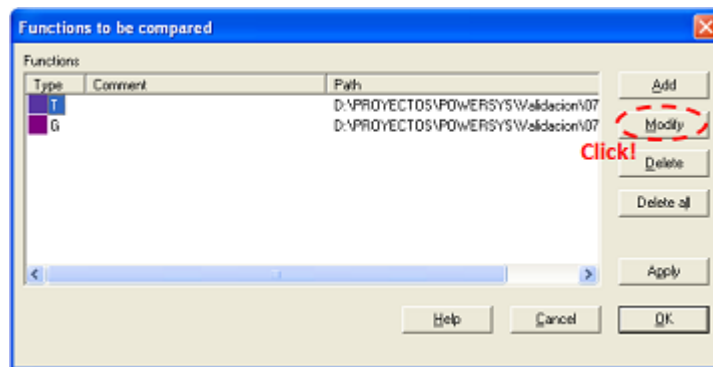 Functions to be compared
Functions
Type Comment Path
T D:\PROYECTOS\POWERSYS\Validacion\07
G D:\PROYECTOS\POWERSYS\Validacion\07
Add
Modify
Click!
Delete
Delete all
Apply
Help Cancel OK